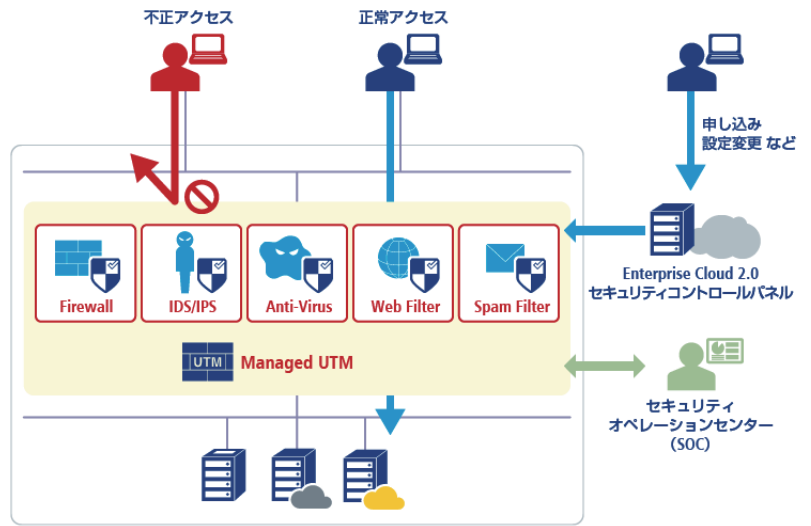 不正アクセス
正常アクセス
申し込み
設定変更 など
Firewall
IDS/IPS
Anti-Virus
Web Filter
Spam Filter
Enterprise Cloud 2.0
セキュリティコントロールパネル
UTM
Managed UTM
セキュリティ
オペレーションセンター
(SOC)